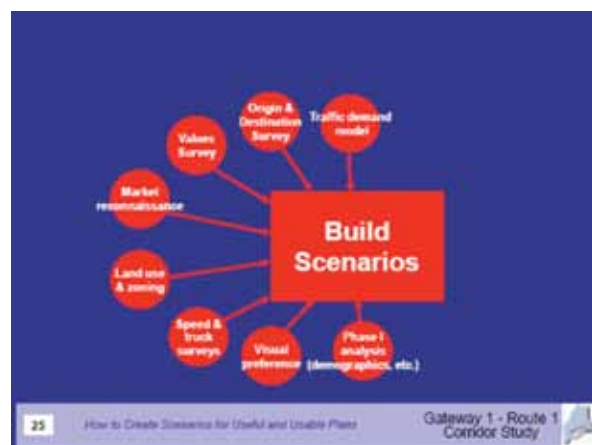 Origin &
Destination
Survey
Traffic demand
model
Values
Survey
Market
reconnaissance
Build
Scenarios
Land use
& zoning
Speed &
truck
surveys
Visual
preference
Phase I
analysis
(demographics, etc.)
25
How to Create Scenarios for Useful and Usable Plans
Gateway 1 - Route 1
Corridor Study